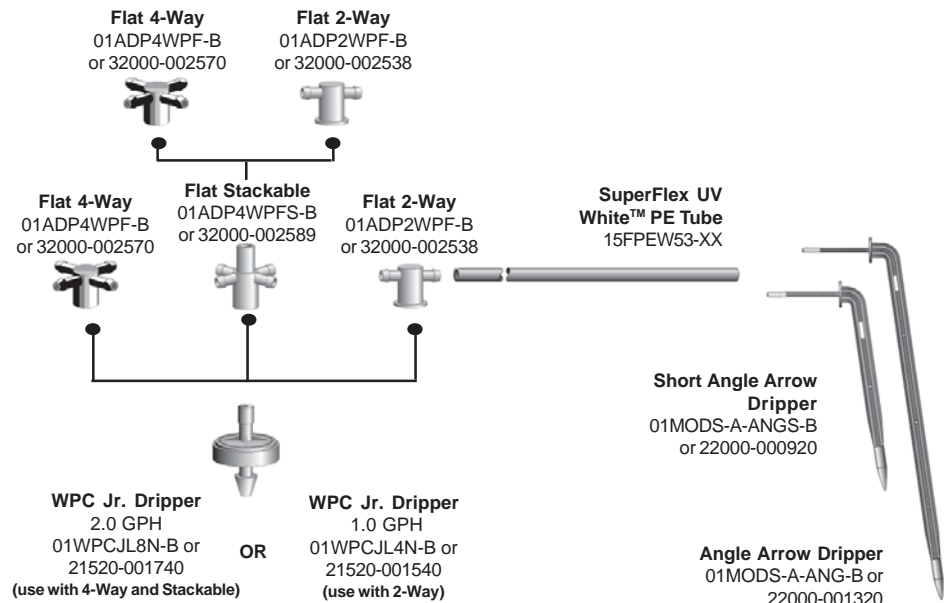 Flat 4-Way
01ADP4WPF-B
or 32000-002570
Flat 2-Way
01ADP2WPF-B
or 32000-002538
Flat 4-Way
01ADP4WPF-B
or 32000-002570
Flat Stackable
01ADP4WPFS-B
or 32000-002589
Flat 2-Way
01ADP2WPF-B
or 32000-002538
SuperFlex UV
White™ PE Tube
15FPEW53-XX
Short Angle Arrow
Dripper
01MODS-A-ANGS-B
or 22000-000920
WPC Jr. Dripper
2.0 GPH
01WPCJL8N-B or
21520-001740
(use with 4-Way and Stackable)
OR
WPC Jr. Dripper
1.0 GPH
01WPCJL4N-B or
21520-001540
(use with 2-Way)
Angle Arrow Dripper
01MODS-A-ANG-B or
22000-001320